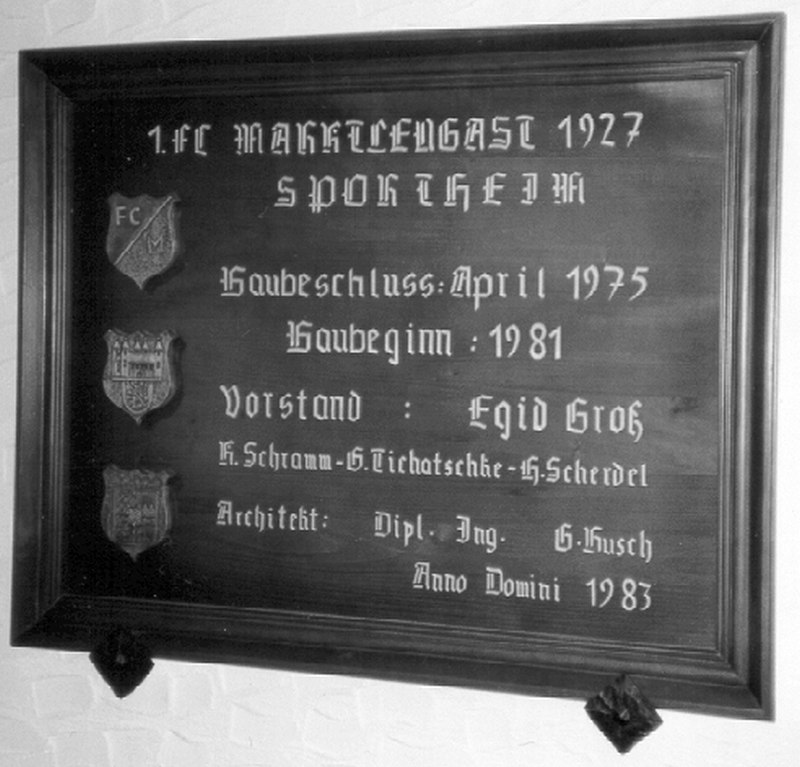 1.FC MARKTLEUGAST 1927
SPORTHEIM
FC
M
Baubeschluss: April 1975
Baubeginn : 1981
Vorstand : Egid Groß
K. Schramm - G. Tichatschke - H. Scherdel
Architekt: Dipl. Ing. G. Husch
Anno Domini 1983